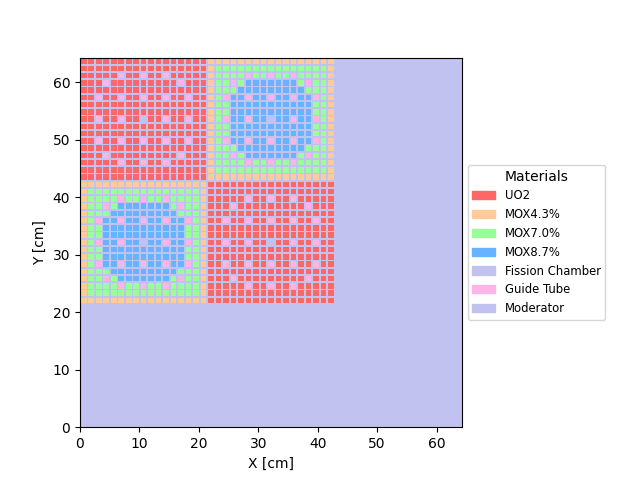 60
50
40
30
20
10
0
Y [cm]
0 10 20 30 40 50 60
X [cm]
Materials
UO2
MOX4.3%
MOX7.0%
MOX8.7%
Fission Chamber
Guide Tube
Moderator